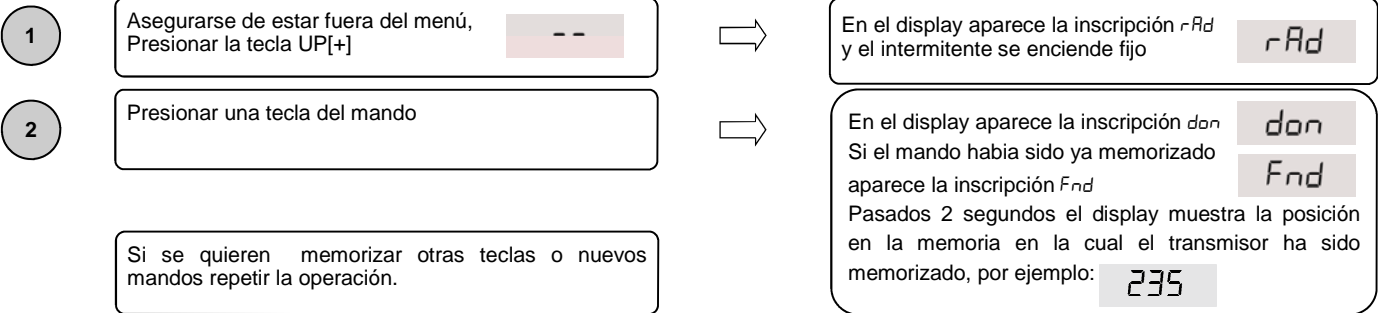 1
Asegurarse de estar fuera del menú,
Presionar la tecla UP[+]
--
En el display aparece la inscripción rAd
y el intermitente se enciende fijo
rAd
2
Presionar una tecla del mando
En el display aparece la inscripción don
don
Si el mando habia sido ya memorizado
aparece la inscripción Fnd
Fnd
Pasados 2 segundos el display muestra la posición
en la memoria en la cual el transmisor ha sido
memorizado, por ejemplo:
235
Si se quieren memorizar otras teclas o nuevos
mandos repetir la operación.